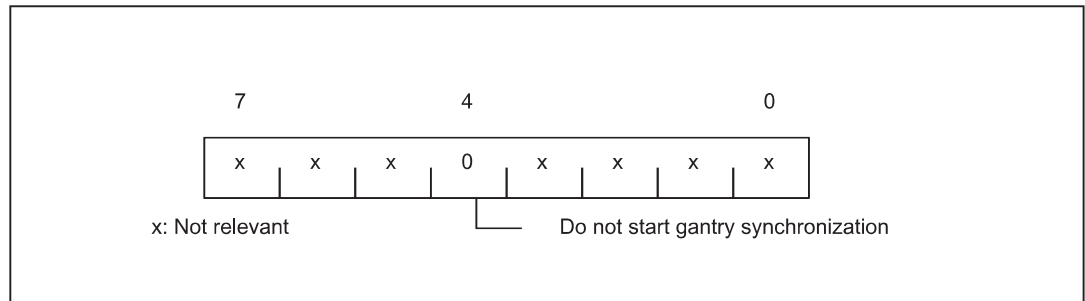 7 4 0
x x x 0 x x x x
x: Not relevant Do not start gantry synchronization